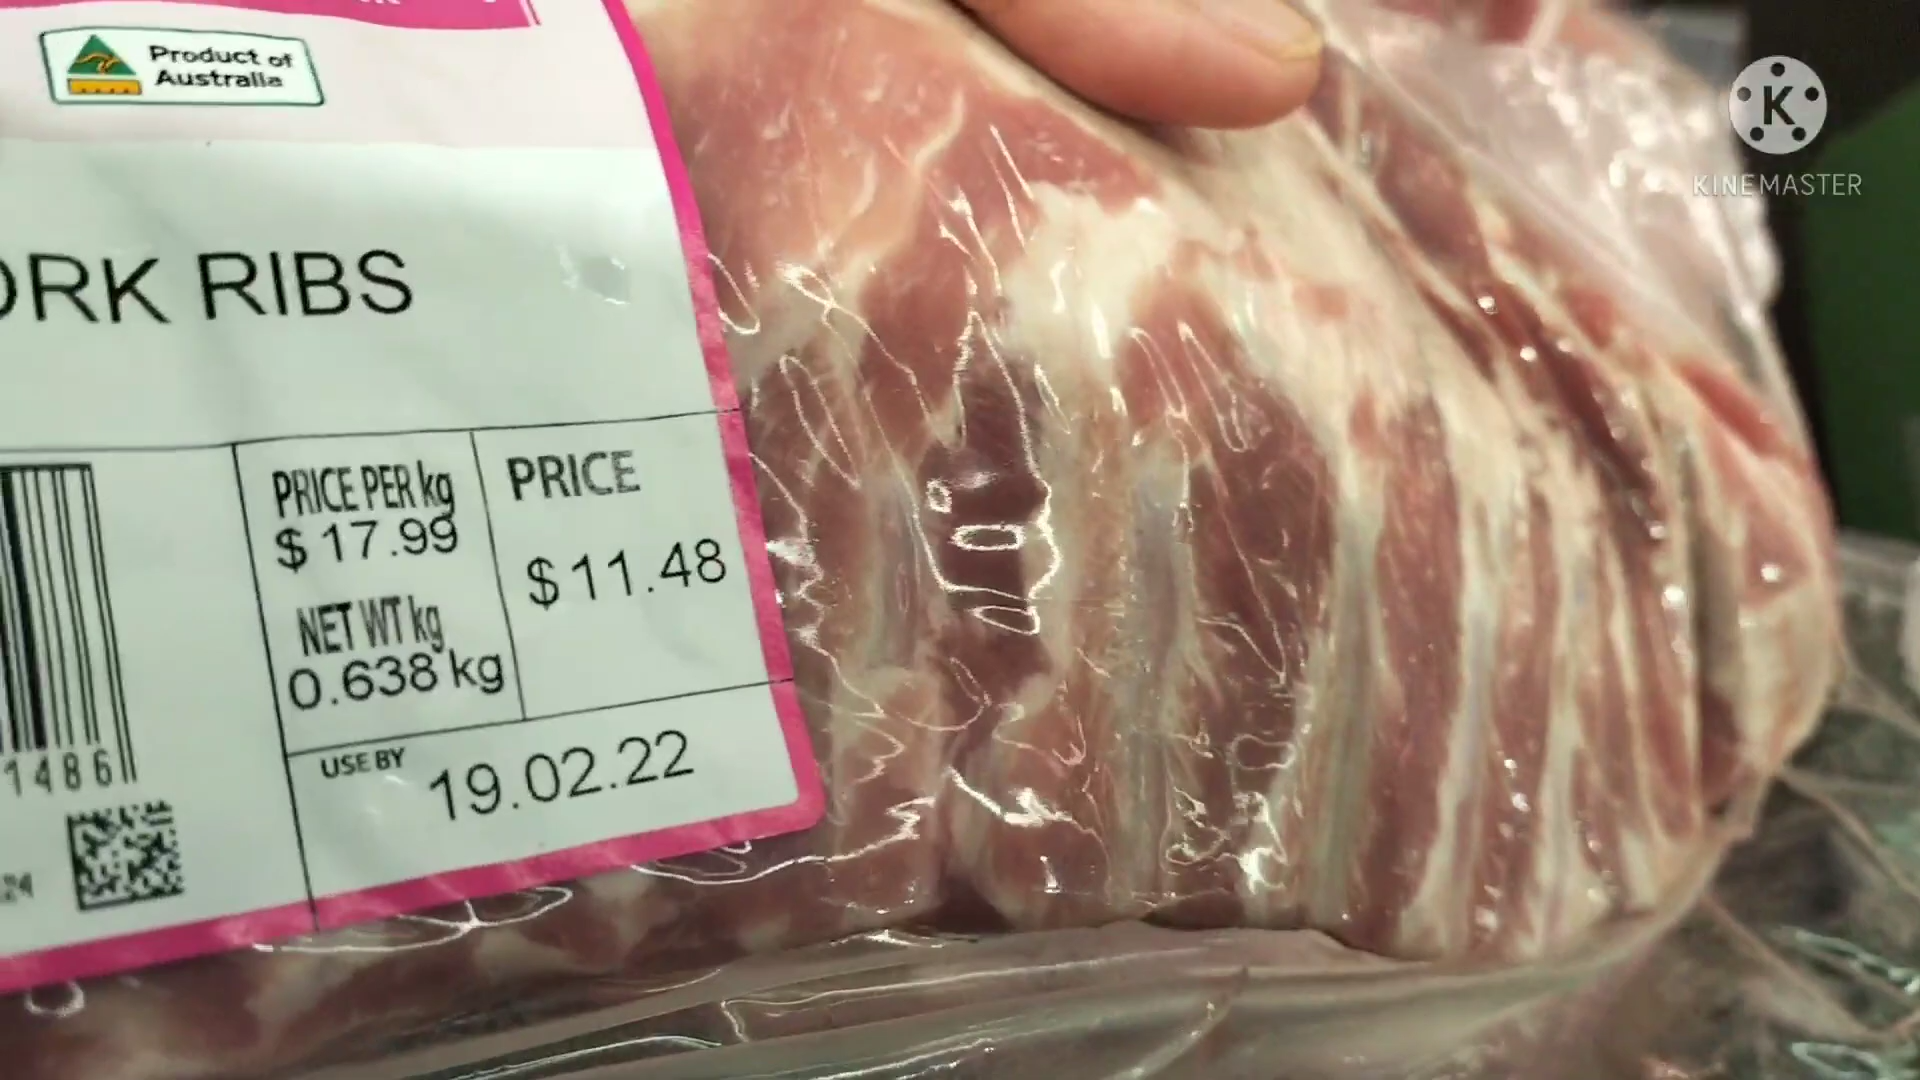 Product of
Australia
KINEMASTER
RIBS
PRICE PER kg
$ 17.99
PRICE
$11.48
NET WT kg
0.638 kg
USE BY 19.02.22
1486
24